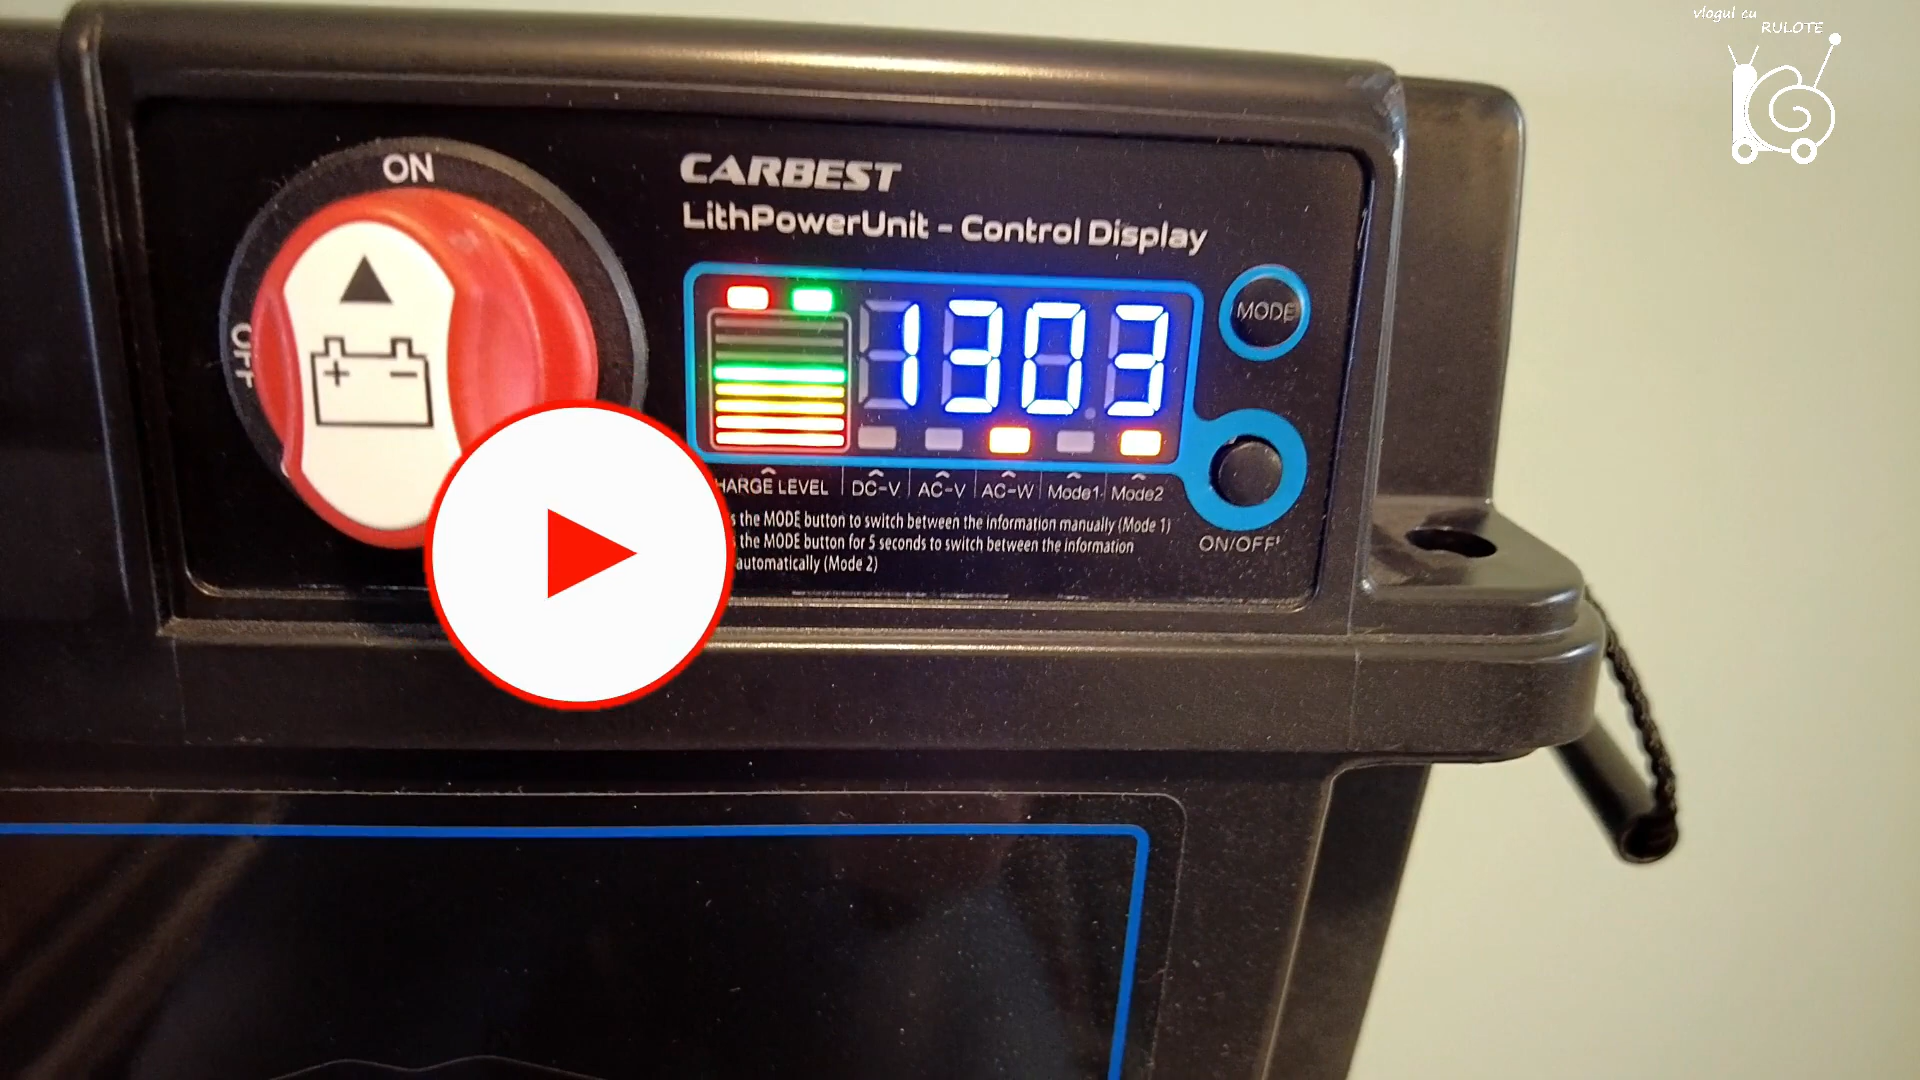 vlogul cu
RULOTE
ON
OFF
CARBEST
LithPowerUnit - Control Display
1303
MODE
HARGE LEVEL DC-V AC-V AC-W Mode1 Mode2
s the MODE button to switch between the information manually (Mode 1)
s the MODE button for 5 seconds to switch between the information
automatically (Mode 2)
ON/OFF
+ -